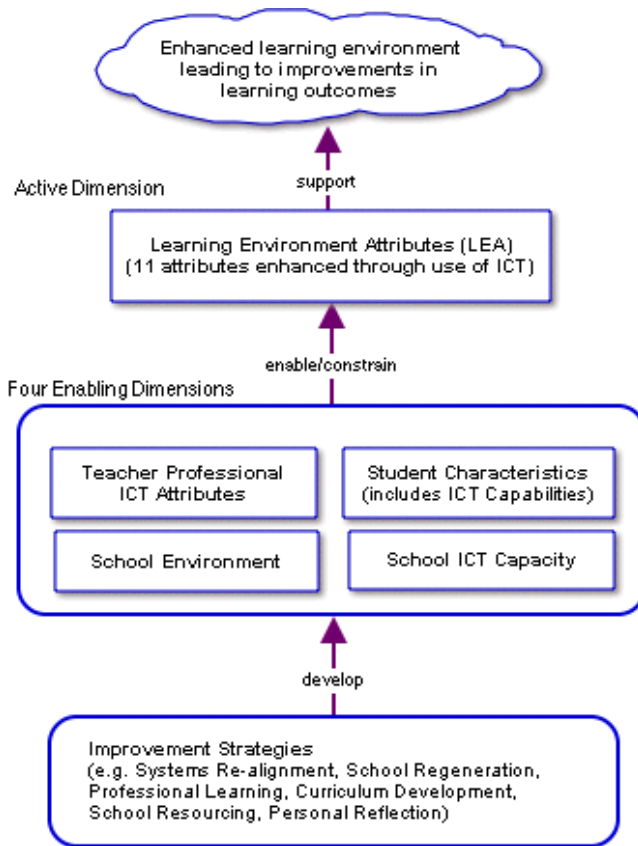 Enhanced learning environment
leading to improvements in
learning outcomes
support
Active Dimension
Learning Environment Attributes (LEA)
(11 attributes enhanced through use of ICT)
enable/constrain
Four Enabling Dimensions
Teacher Professional
ICT Attributes
Student Characteristics
(includes ICT Capabilities)
School Environment
School ICT Capacity
develop
Improvement Strategies
(e.g. Systems Re-alignment, School Regeneration,
Professional Learning, Curriculum Development,
School Resourcing, Personal Reflection)